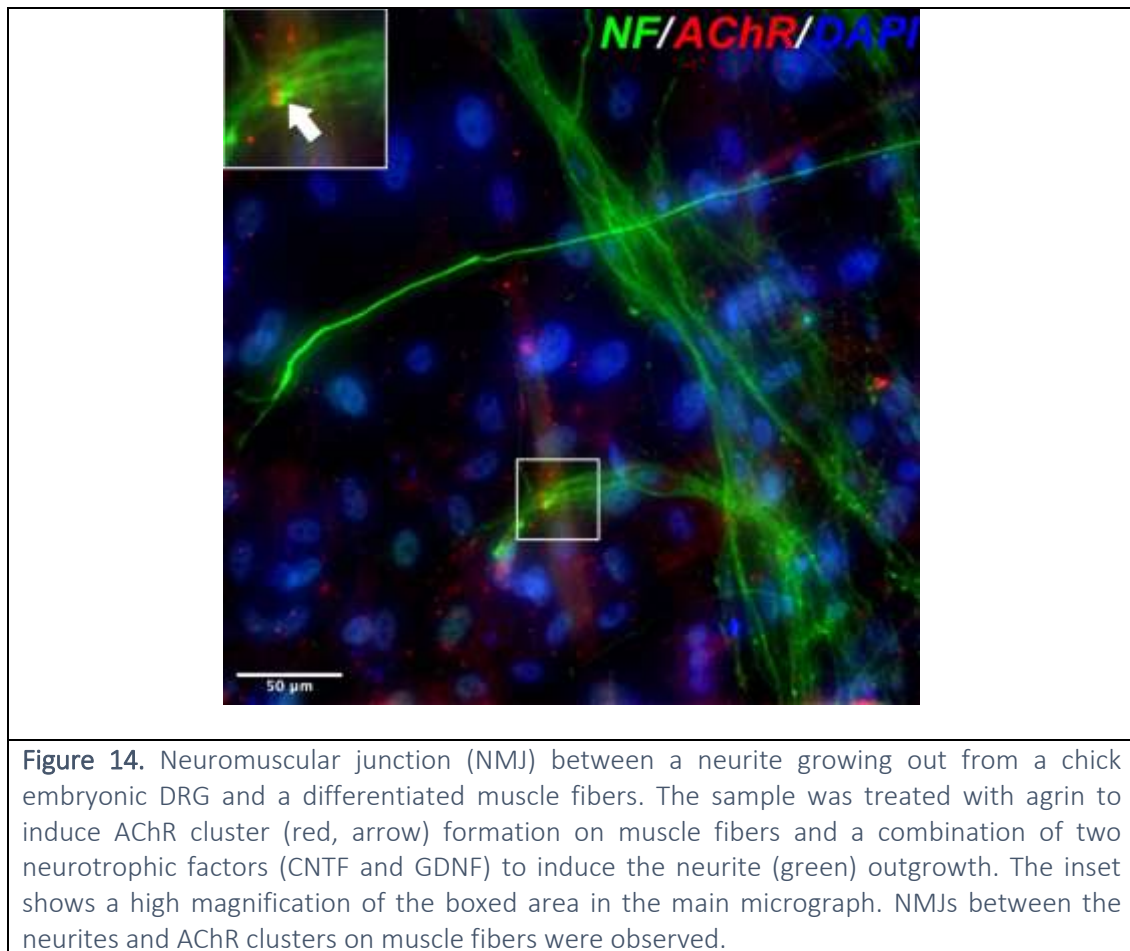 NF/AChR/DAPI
50 µm
Figure 14. Neuromuscular junction (NMJ) between a neurite growing out from a chick
embryonic DRG and a differentiated muscle fibers. The sample was treated with agrin to
induce AChR cluster (red, arrow) formation on muscle fibers and a combination of two
neurotrophic factors (CNTF and GDNF) to induce the neurite (green) outgrowth. The inset
shows a high magnification of the boxed area in the main micrograph. NMJs between the
neurites and AChR clusters on muscle fibers were observed.